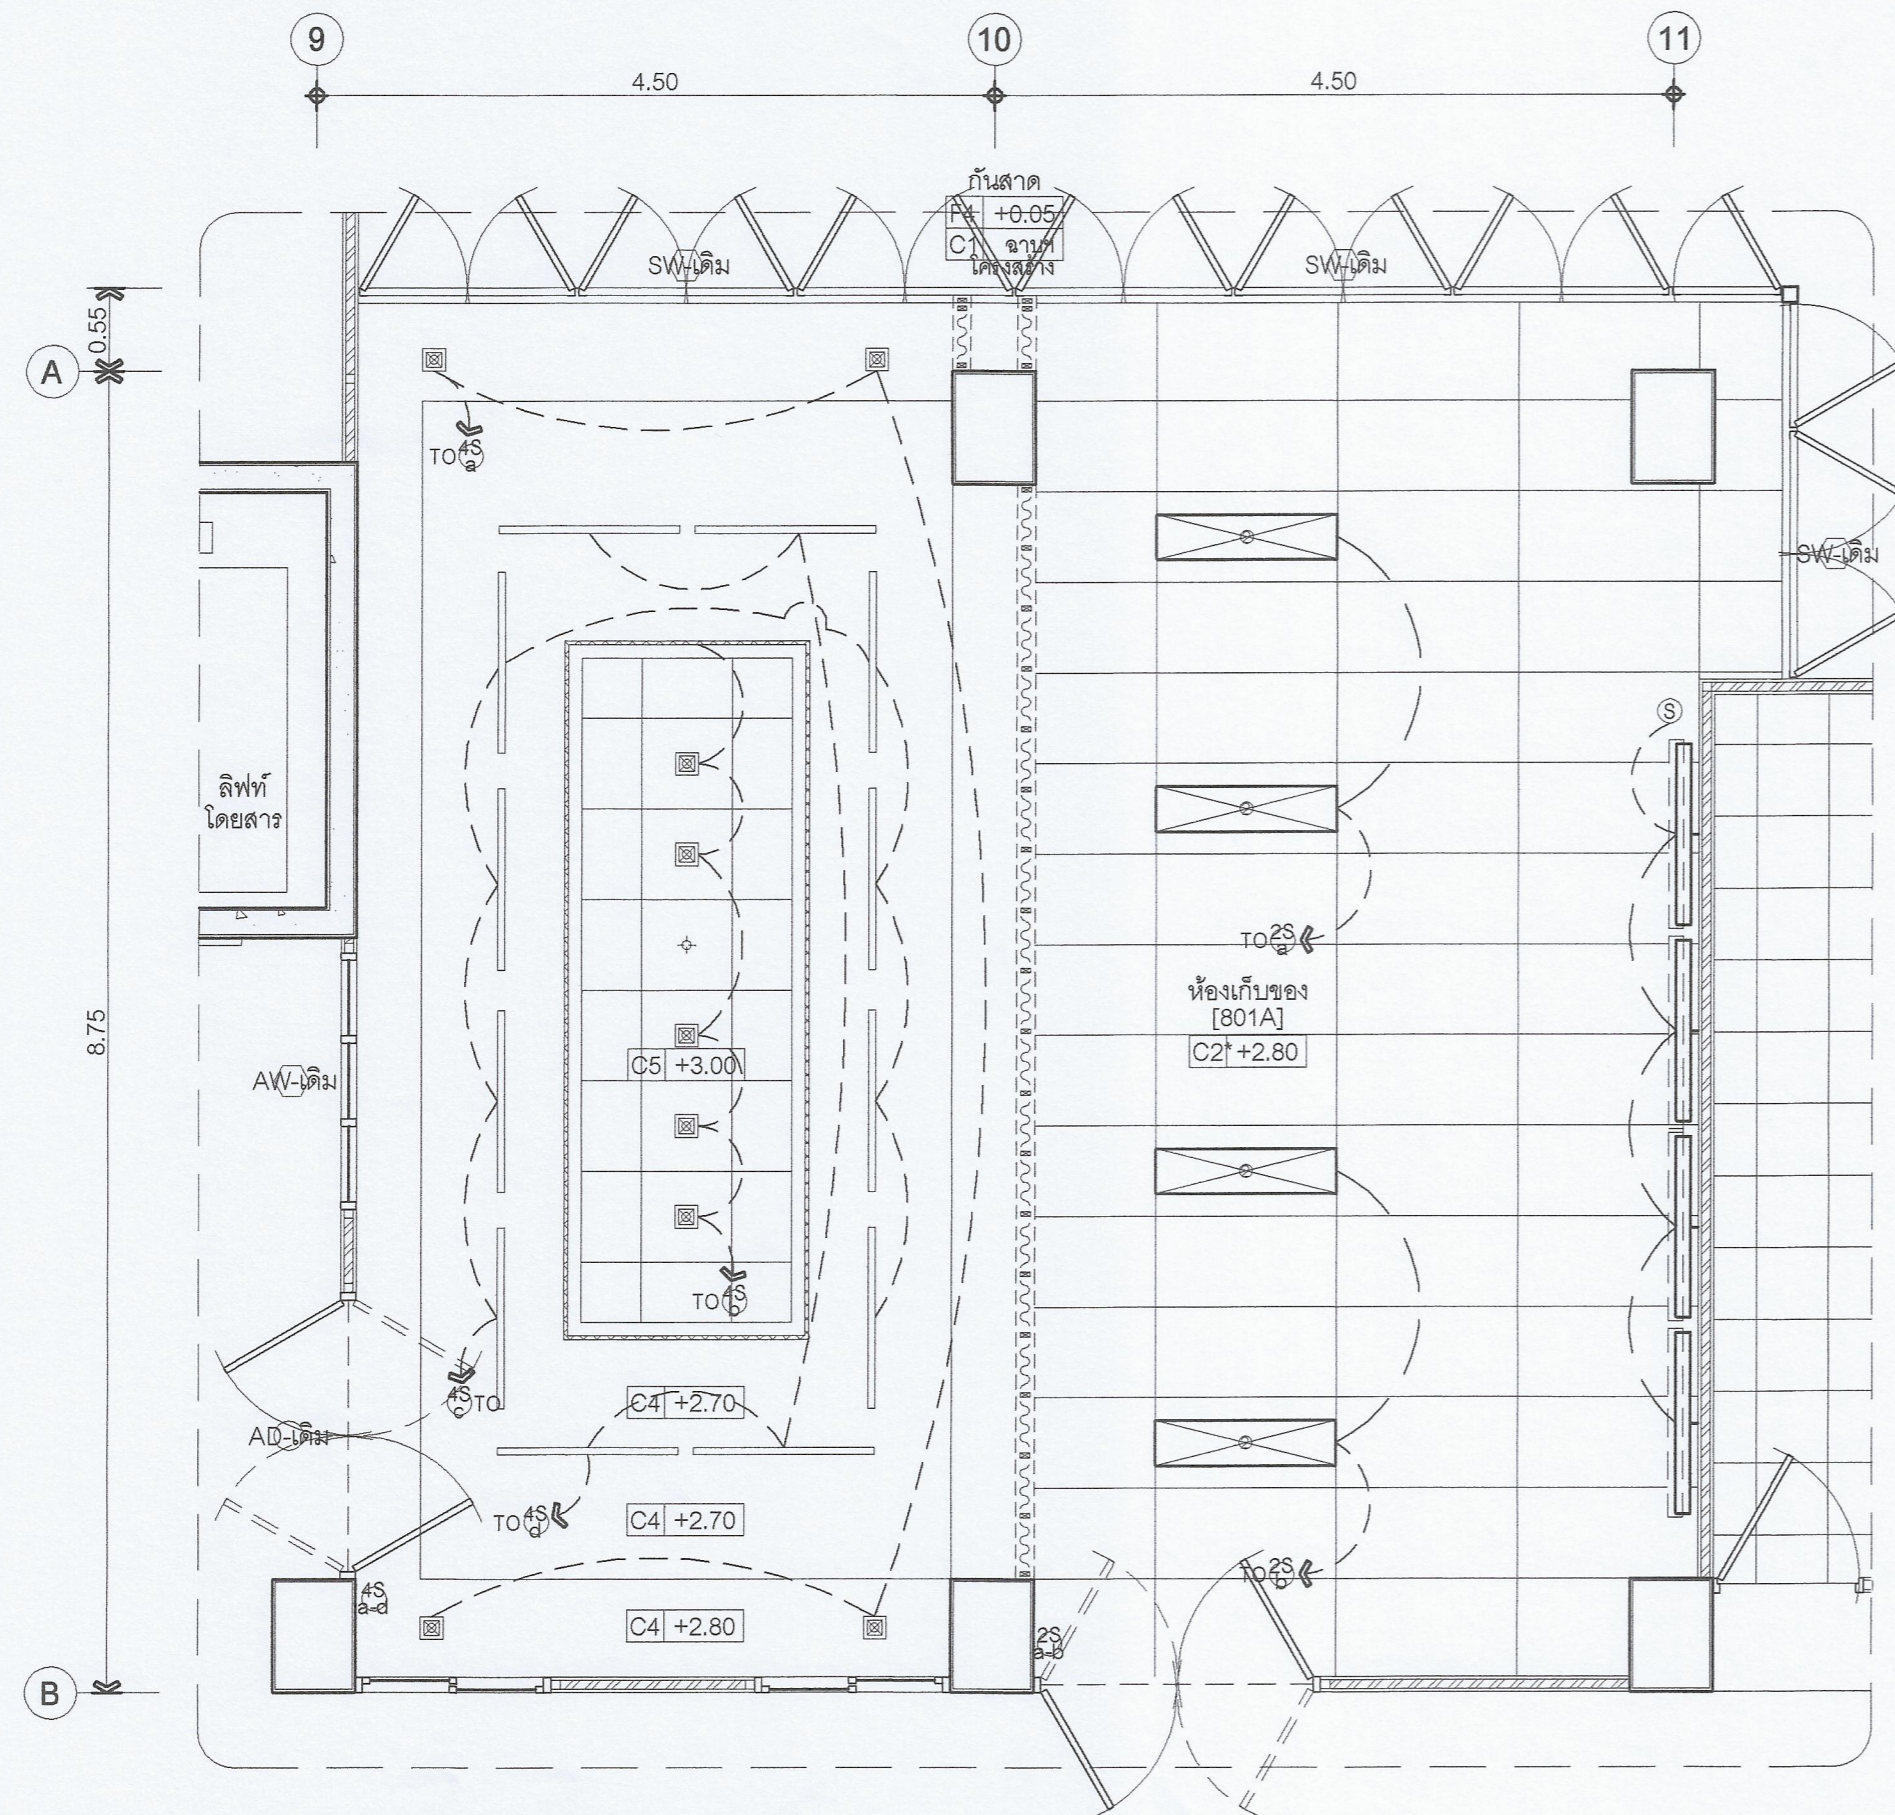 9
10
11
4.50
4.50
กันสาด
F4 +0.05
C1 ฉาบฯ
โครงสร้าง
SW-เดิม
SW-เดิม
0.55
A
TO 4S
a
SW-เดิม
S
ลิฟท์
โดยสาร
TO 2S
a
ห้องเก็บของ
[801A]
C2* +2.80
8.75
C5 +3.00
AW-เดิม
TO 4S
b
4S TO
c
C4 +2.70
AD-เดิม
TO 4S
d
C4 +2.70
TO 2S
b
4S
a-d
C4 +2.80
2S
a-b
B